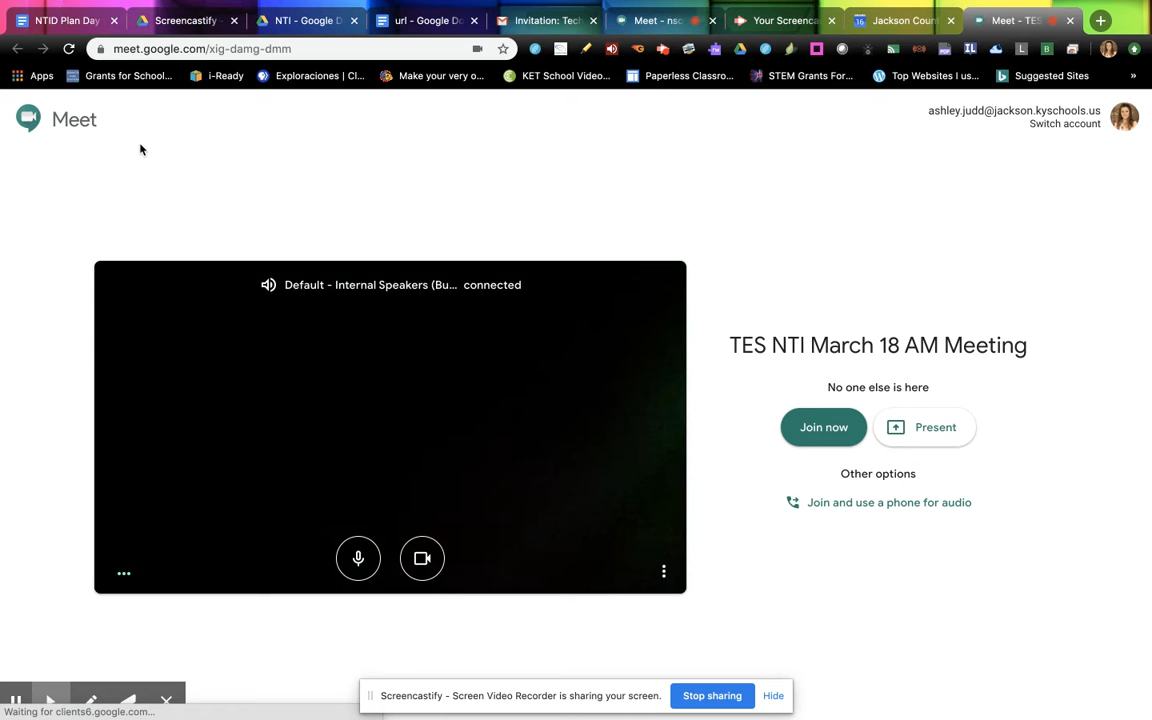 NTID Plan Day
Screencastify -
NTI - Google D
url - Google Do
Invitation: Tech
Meet - nsc
Your Screenca
16 Jackson Coun
Meet - TES
meet.google.com/xig-damg-dmm
Apps
Grants for School...
i-Ready
Exploraciones | Cl...
Make your very o...
KET School Video...
Paperless Classro...
STEM Grants For...
Top Websites I us...
Suggested Sites
»
Meet
ashley.judd@jackson.kyschools.us
Switch account
Default - Internal Speakers (Bu... connected
TES NTI March 18 AM Meeting
No one else is here
Join now
Present
Other options
Join and use a phone for audio
Screencastify - Screen Video Recorder is sharing your screen.
Stop sharing
Hide
Waiting for clients6.google.com...